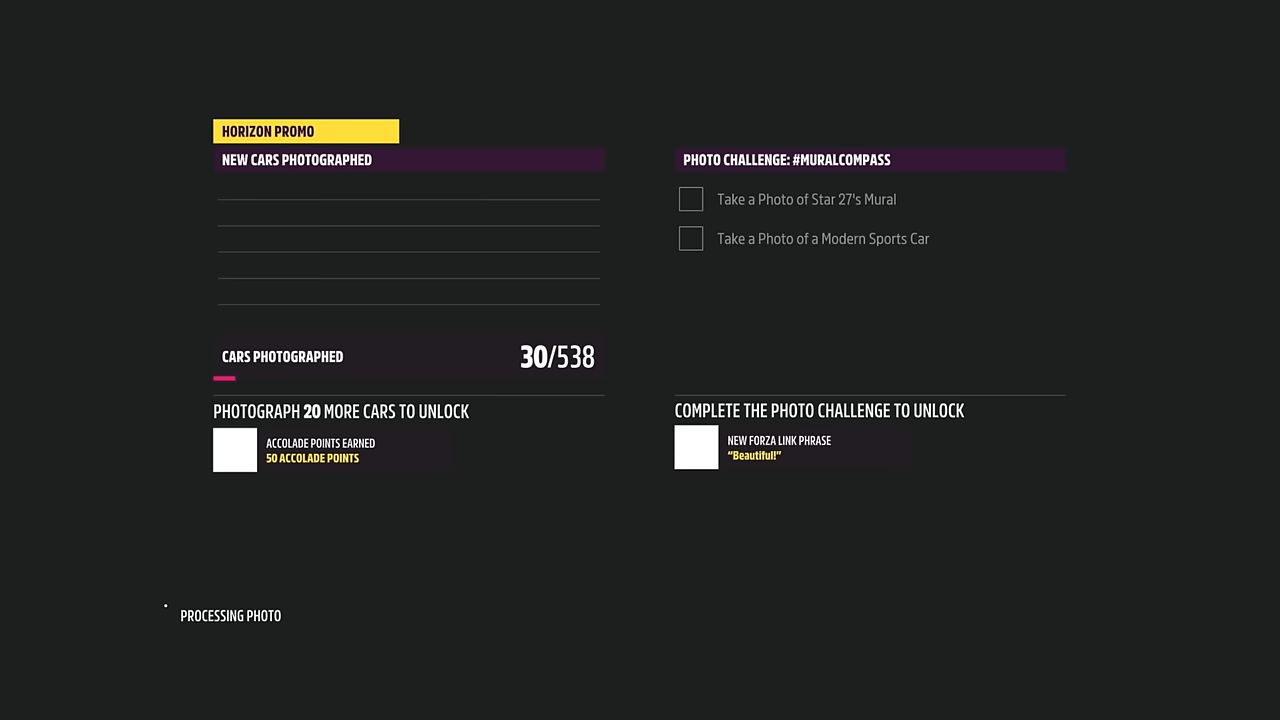 HORIZON PROMO
NEW CARS PHOTOGRAPHED
CARS PHOTOGRAPHED
30/538
PHOTOGRAPH 20 MORE CARS TO UNLOCK
ACCOLADE POINTS EARNED
50 ACCOLADE POINTS
PHOTO CHALLENGE: #MURALCOMPASS
Take a Photo of Star 27's Mural
Take a Photo of a Modern Sports Car
COMPLETE THE PHOTO CHALLENGE TO UNLOCK
NEW FORZA LINK PHRASE
“Beautiful!”
PROCESSING PHOTO